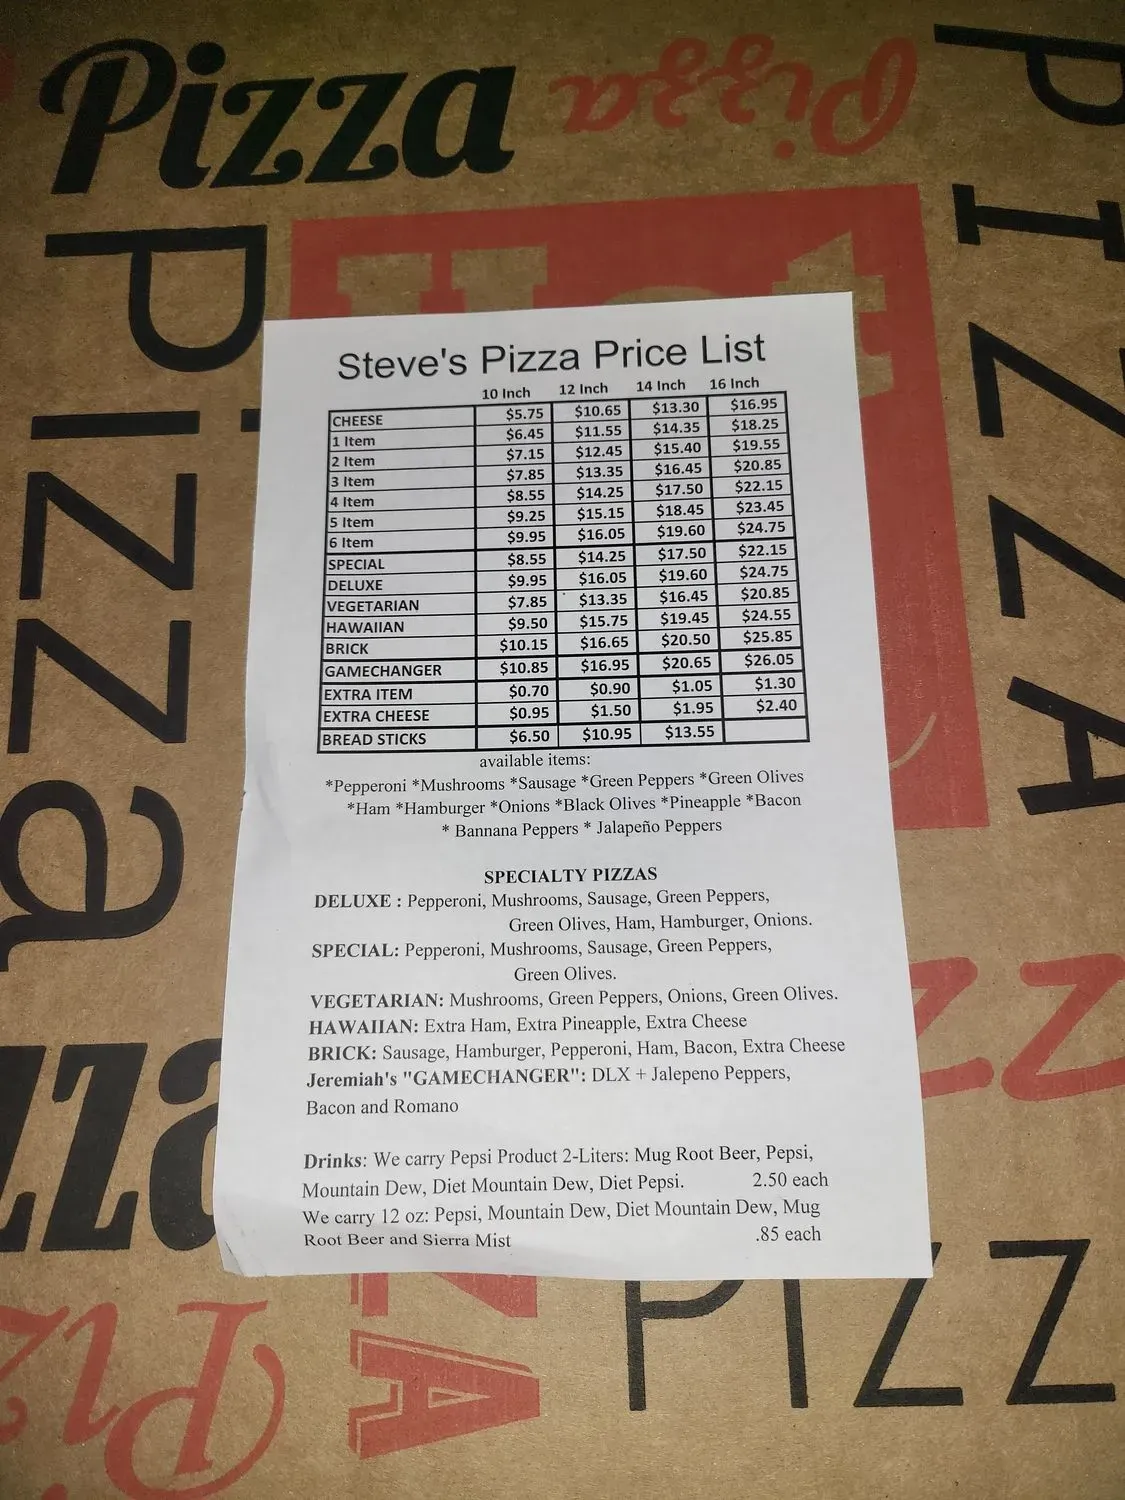 Pizza Pizza
PIZZA
Pizza
Hot
Steve's Pizza Price List
10 Inch 12 Inch 14 Inch 16 Inch
CHEESE $5.75 $10.65 $13.30 $16.95
1 Item $6.45 $11.55 $14.35 $18.25
2 Item $7.15 $12.45 $15.40 $19.55
3 Item $7.85 $13.35 $16.45 $20.85
4 Item $8.55 $14.25 $17.50 $22.15
5 Item $9.25 $15.15 $18.45 $23.45
6 Item $9.95 $16.05 $19.60 $24.75
SPECIAL $8.55 $14.25 $17.50 $22.15
DELUXE $9.95 $16.05 $19.60 $24.75
VEGETARIAN $7.85 $13.35 $16.45 $20.85
HAWAIIAN $9.50 $15.75 $19.45 $24.55
BRICK $10.15 $16.65 $20.50 $25.85
GAMECHANGER $10.85 $16.95 $20.65 $26.05
EXTRA ITEM $0.70 $0.90 $1.05 $1.30
EXTRA CHEESE $0.95 $1.50 $1.95 $2.40
BREAD STICKS $6.50 $10.95 $13.55
available items:
*Pepperoni *Mushrooms *Sausage *Green Peppers *Green Olives
*Ham *Hamburger *Onions *Black Olives *Pineapple *Bacon
* Bannana Peppers * Jalapeño Peppers
SPECIALTY PIZZAS
DELUXE : Pepperoni, Mushrooms, Sausage, Green Peppers,
Green Olives, Ham, Hamburger, Onions.
SPECIAL: Pepperoni, Mushrooms, Sausage, Green Peppers,
Green Olives.
VEGETARIAN: Mushrooms, Green Peppers, Onions, Green Olives.
HAWAIIAN: Extra Ham, Extra Pineapple, Extra Cheese
BRICK: Sausage, Hamburger, Pepperoni, Ham, Bacon, Extra Cheese
Jeremiah's "GAMECHANGER": DLX + Jalepeno Peppers,
Bacon and Romano
Drinks: We carry Pepsi Product 2-Liters: Mug Root Beer, Pepsi,
Mountain Dew, Diet Mountain Dew, Diet Pepsi. 2.50 each
We carry 12 oz: Pepsi, Mountain Dew, Diet Mountain Dew, Mug
Root Beer and Sierra Mist .85 each
zza
zz
ZA
PIZZ
Piz